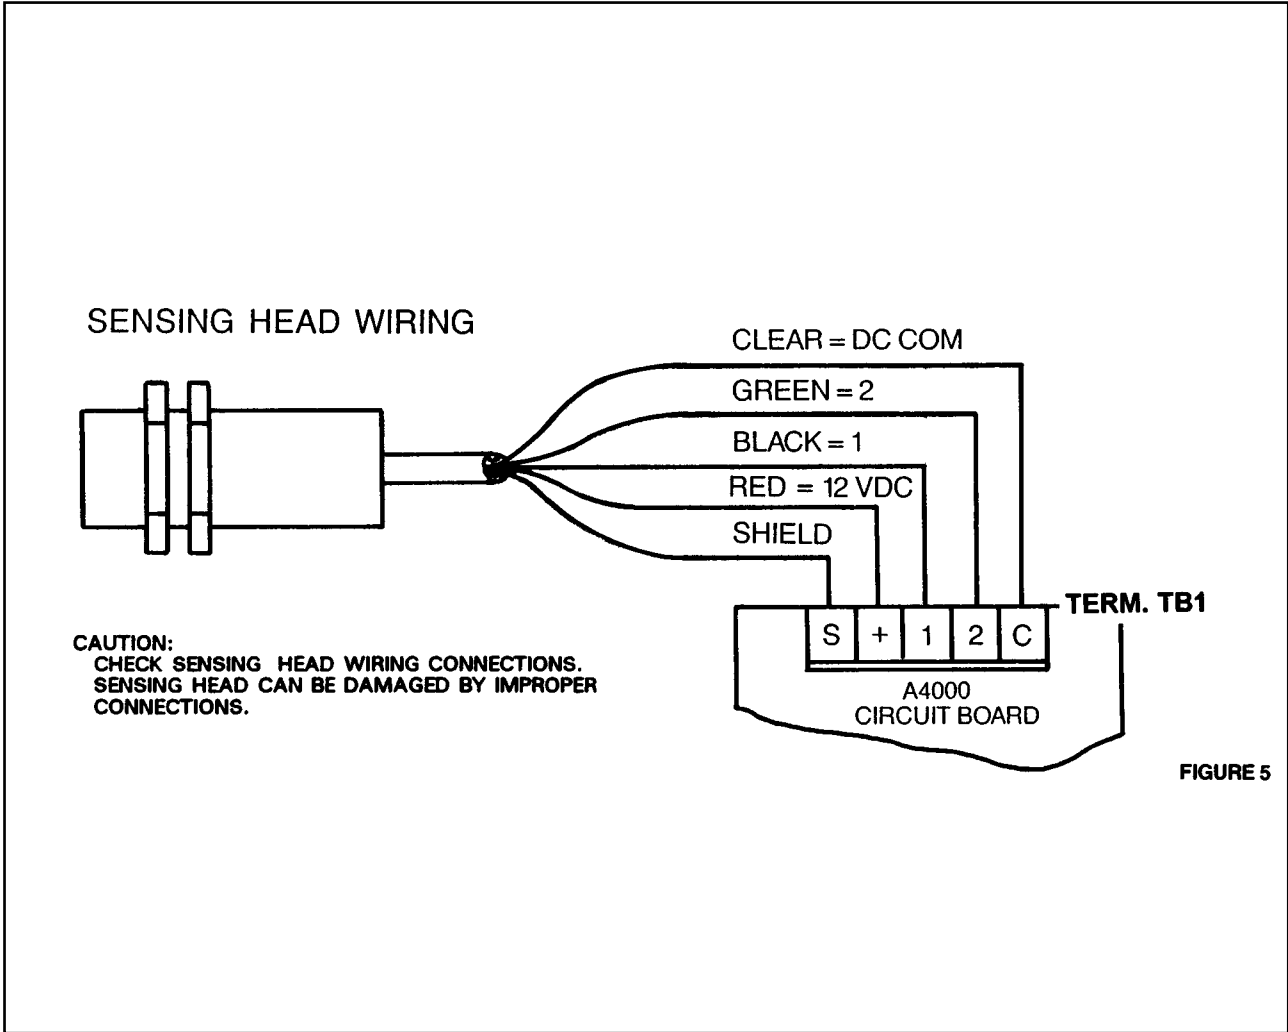 SENSING HEAD WIRING
CLEAR = DC COM
GREEN = 2
BLACK = 1
RED = 12 VDC
SHIELD
TERM. TB1
S + 1 2 C
A4000
CIRCUIT BOARD
CAUTION:
CHECK SENSING HEAD WIRING CONNECTIONS.
SENSING HEAD CAN BE DAMAGED BY IMPROPER
CONNECTIONS.
FIGURE 5